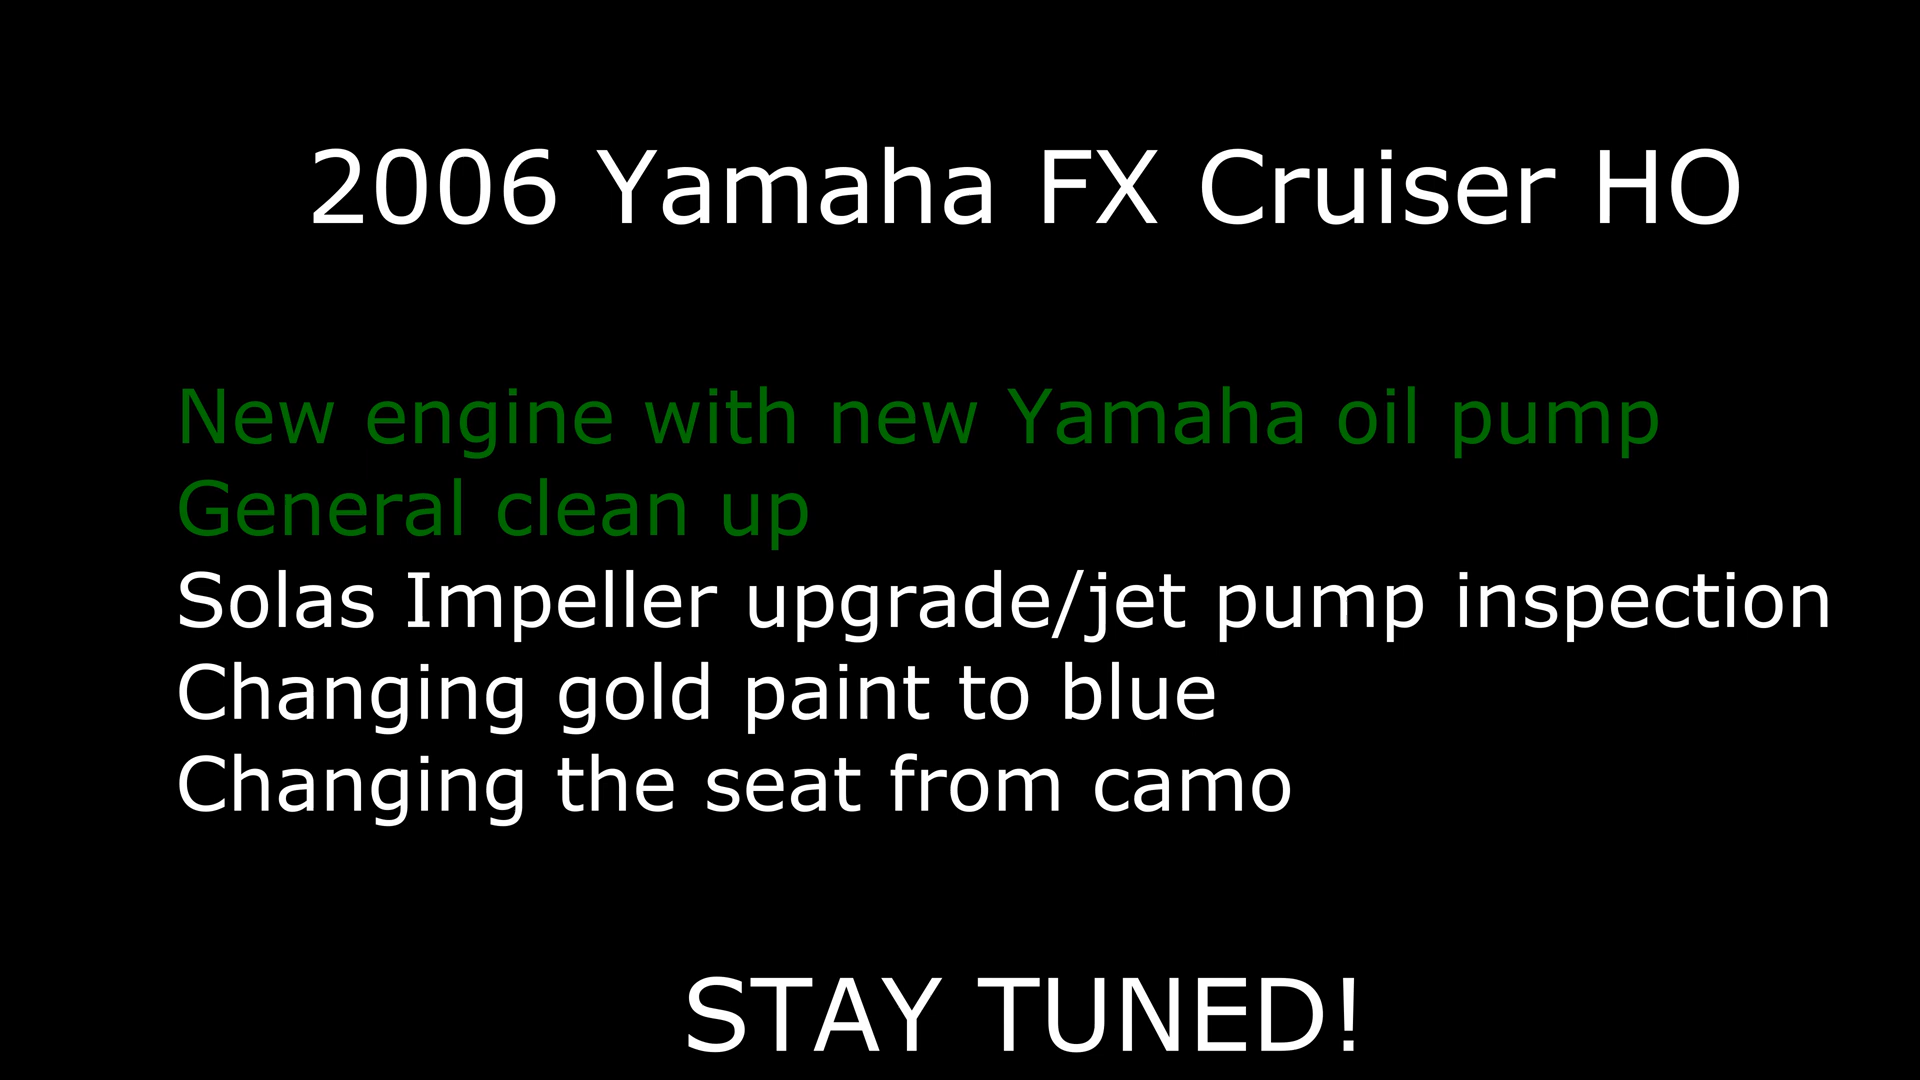 2006 Yamaha FX Cruiser HO
New engine with new Yamaha oil pump
General clean up
Solas Impeller upgrade/jet pump inspection
Changing gold paint to blue
Changing the seat from camo
STAY TUNED!